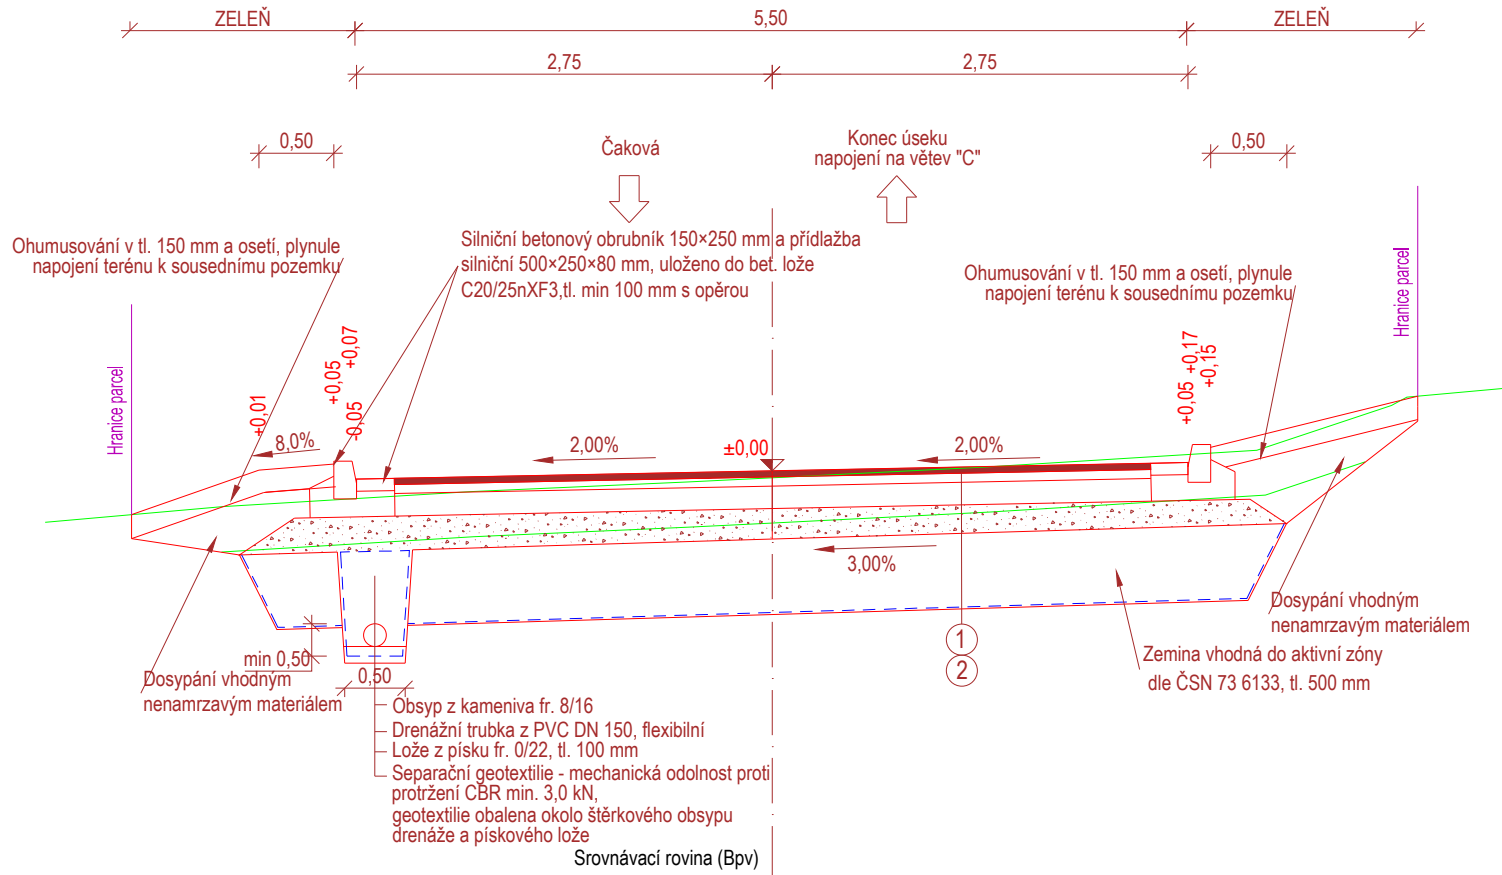 ZELEŇ
5,50
ZELEŇ
2,75
2,75
0,50
Čaková
Konec úseku
napojení na větev "C"
0,50
Ohumusování v tl. 150 mm a osetí, plynule
napojení terénu k sousednímu pozemku
Silniční betonový obrubník 150×250 mm a přídlažba
silniční 500×250×80 mm, uloženo do bet. lože
C20/25nXF3,tl. min 100 mm s opěrou
Ohumusování v tl. 150 mm a osetí, plynule
napojení terénu k sousednímu pozemku
Hranice parcel
Hranice parcel
+0,01
+0,05
-0,05
+0,07
+0,05
+0,17
+0,15
8,0%
2,00%
±0,00
2,00%
3,00%
min 0,50
0,50
Dosypání vhodným
nenamrzavým materiálem
1
2
Dosypání vhodným
nenamrzavým materiálem
Zemina vhodná do aktivní zóny
dle ČSN 73 6133, tl. 500 mm
Obsyp z kameniva fr. 8/16
Drenážní trubka z PVC DN 150, flexibilní
Lože z písku fr. 0/22, tl. 100 mm
Separační geotextilie - mechanická odolnost proti
protržení CBR min. 3,0 kN,
geotextilie obalena okolo štěrkového obsypu
drenáže a pískového lože
Srovnávací rovina (Bpv)